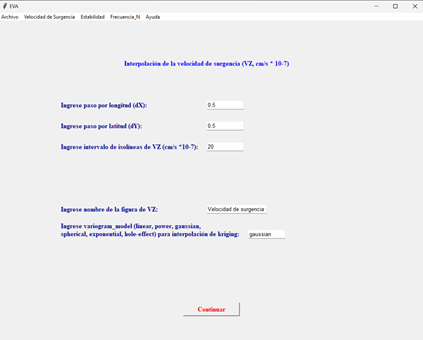 EVA
Archivo Velocidad de Surgencia Estabilidad Frecuencia_N Ayuda
Interpolación de la velocidad de surgencia (VZ, cm/s * 10-7)
Ingrese paso por longitud (dX): 0.5
Ingrese paso por latitud (dY): 0.5
Ingrese intervalo de isolíneas de VZ (cm/s *10-7): 20
Ingrese nombre de la figura de VZ: Velocidad de surgencia
Ingrese variogram_model (linear, power, gaussian,
spherical, exponential, hole-effect) para interpolación de kriging: gaussian
Continuar